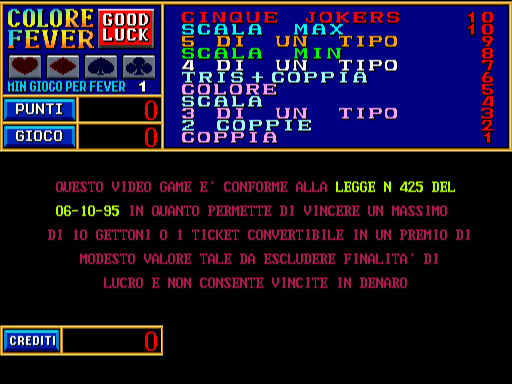 COLORE
FEVER
GOOD
LUCK
MIN GIOCO PER FEVER 1
PUNTI 0
GIOCO 0
CINQUE JOKERS 10
SCALA MAX 10
5 DI UN TIPO 9
SCALA MIN 8
4 DI UN TIPO 7
TRIS+COPPIA 6
COLORE 5
SCALA 4
3 DI UN TIPO 3
2 COPPIE 2
COPPIA 1
QUESTO VIDEO GAME E' CONFORME ALLA LEGGE N 425 DEL
06-10-95 IN QUANTO PERMETTE DI VINCERE UN MASSIMO
DI 10 GETTONI O 1 TICKET CONVERTIBILE IN UN PREMIO DI
MODESTO VALORE TALE DA ESCLUDERE FINALITA' DI
LUCRO E NON CONSENTE VINCITE IN DENARO
CREDITI 0